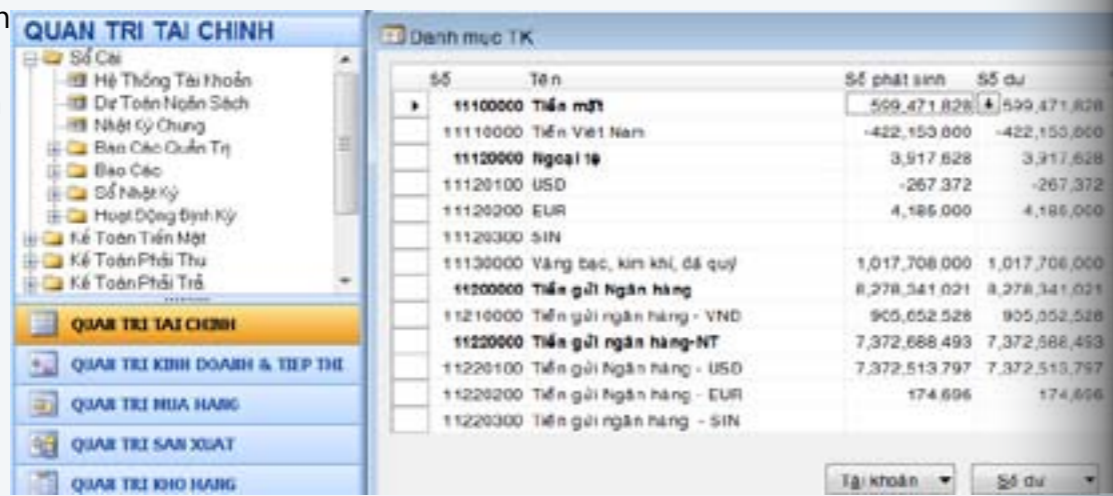 n
QUAN TRI TAI CHINH
Sổ Cái
Hệ Thống Tài Khoản
Dự Toán Ngân Sách
Nhật Ký Chung
Báo Cáo Quản Trị
Báo Cáo
Sổ Nhật Ký
Hoạt Động Định Kỳ
Kế Toán Tiền Mặt
Kế Toán Phải Thu
Kế Toán Phải Trả
QUAN TRI TAI CHINH
QUAN TRI KINH DOANH & TIEP THI
QUAN TRI MUA HANG
QUAN TRI SAN XUAT
QUAN TRI KHO HANG
Danh mục TK
Số Tên Số phát sinh Số dư
11100000 Tiền mặt 599,471,828 599,471,828
11110000 Tiền Việt Nam -422,153,800 -422,153,800
11120000 Ngoại tệ 3,917,628 3,917,628
11120100 USD -267,372 -267,372
11120200 EUR 4,185,000 4,185,000
11120300 SIN
11130000 Vàng bạc, kim khí, đá quý 1,017,708,000 1,017,708,000
11200000 Tiền gửi Ngân hàng 8,278,341,021 8,278,341,021
11210000 Tiền gửi ngân hàng - VND 905,652,528 905,652,528
11220000 Tiền gửi ngân hàng-NT 7,372,688,493 7,372,688,493
11220100 Tiền gửi Ngân hàng - USD 7,372,513,797 7,372,513,797
11220200 Tiền gửi Ngân hàng - EUR 174,696 174,696
11220300 Tiền gửi ngân hàng - SIN
Tài khoản Số dư